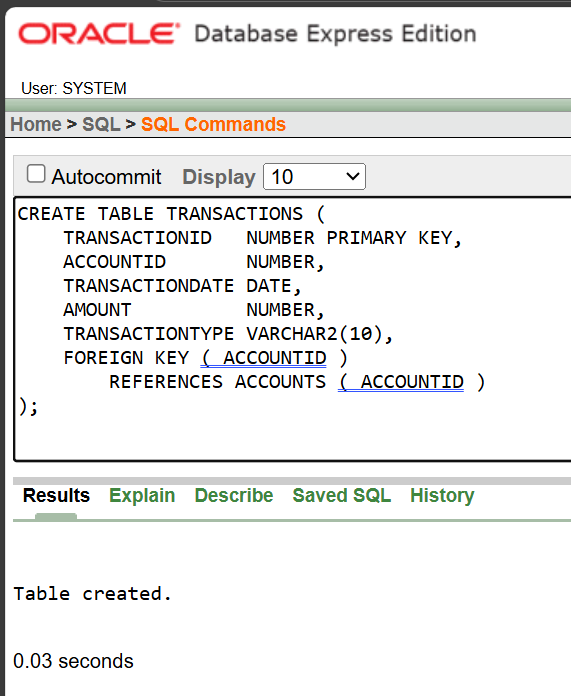 ORACLE® Database Express Edition
User: SYSTEM
Home > SQL > SQL Commands
Autocommit Display 10
CREATE TABLE TRANSACTIONS (
    TRANSACTIONID   NUMBER PRIMARY KEY,
    ACCOUNTID       NUMBER,
    TRANSACTIONDATE DATE,
    AMOUNT          NUMBER,
    TRANSACTIONTYPE VARCHAR2(10),
    FOREIGN KEY ( ACCOUNTID )
        REFERENCES ACCOUNTS ( ACCOUNTID )
);
Results Explain Describe Saved SQL History
Table created.
0.03 seconds